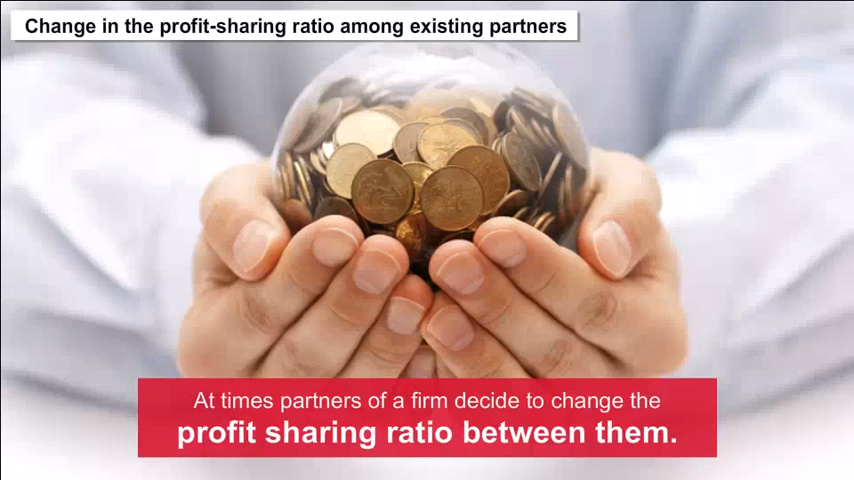 Change in the profit-sharing ratio among existing partners
At times partners of a firm decide to change the
profit sharing ratio between them.